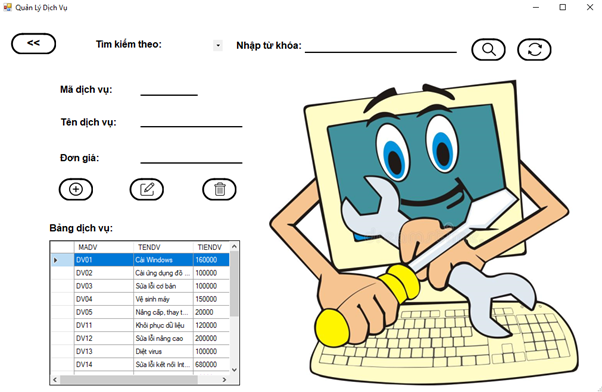 Quản Lý Dịch Vụ
<< Tìm kiếm theo: Nhập từ khóa:
Mã dịch vụ:
Tên dịch vụ:
Đơn giá:
Bảng dịch vụ:
MADV TENDV TIENDV
DV01 Cài Windows 160000
DV02 Cài ứng dụng đồ ... 100000
DV03 Sửa lỗi cơ bản 100000
DV04 Vệ sinh máy 150000
DV05 Nâng cấp, thay t... 20000
DV11 Khôi phục dữ liệu 120000
DV12 Sửa lỗi nâng cao 200000
DV13 Diệt virus 100000
DV14 Sửa lỗi kết nối Int... 680000